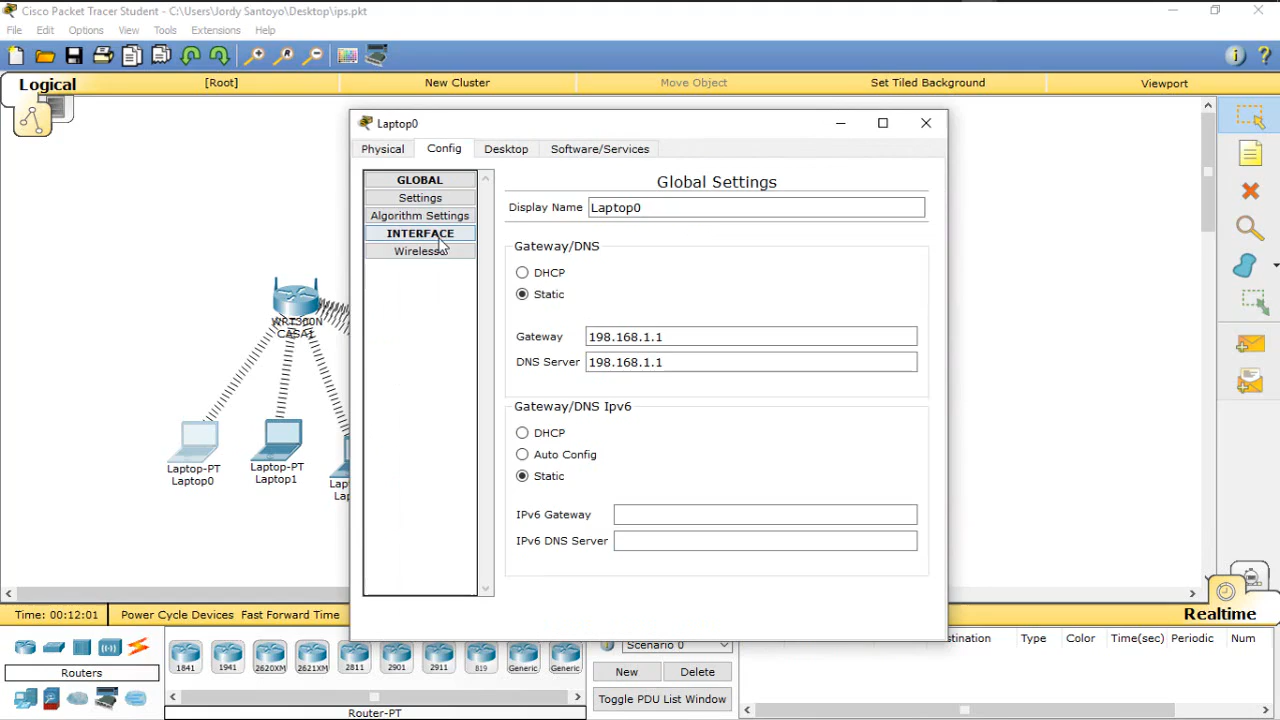 Cisco Packet Tracer Student - C:\Users\Jordy Santoyo\Desktop\ips.pkt
File Edit Options View Tools Extensions Help
Logical [Root] New Cluster Move Object Set Tiled Background Viewport
Laptop0
Physical Config Desktop Software/Services
GLOBAL
Settings
Algorithm Settings
INTERFACE
Wireless0
Global Settings
Display Name Laptop0
Gateway/DNS
DHCP
Static
Gateway 198.168.1.1
DNS Server 198.168.1.1
Gateway/DNS Ipv6
DHCP
Auto Config
Static
IPv6 Gateway
IPv6 DNS Server
WRT300N
CASA1
Laptop-PT
Laptop0
Laptop-PT
Laptop1
Time: 00:12:01 Power Cycle Devices Fast Forward Time
Realtime
Routers
1841 1941 2620XM 2621XM 2811 2901 2911 819 Generic Generic
Router-PT
Scenario 0
New Delete
Toggle PDU List Window
Type Color Time(sec) Periodic Num